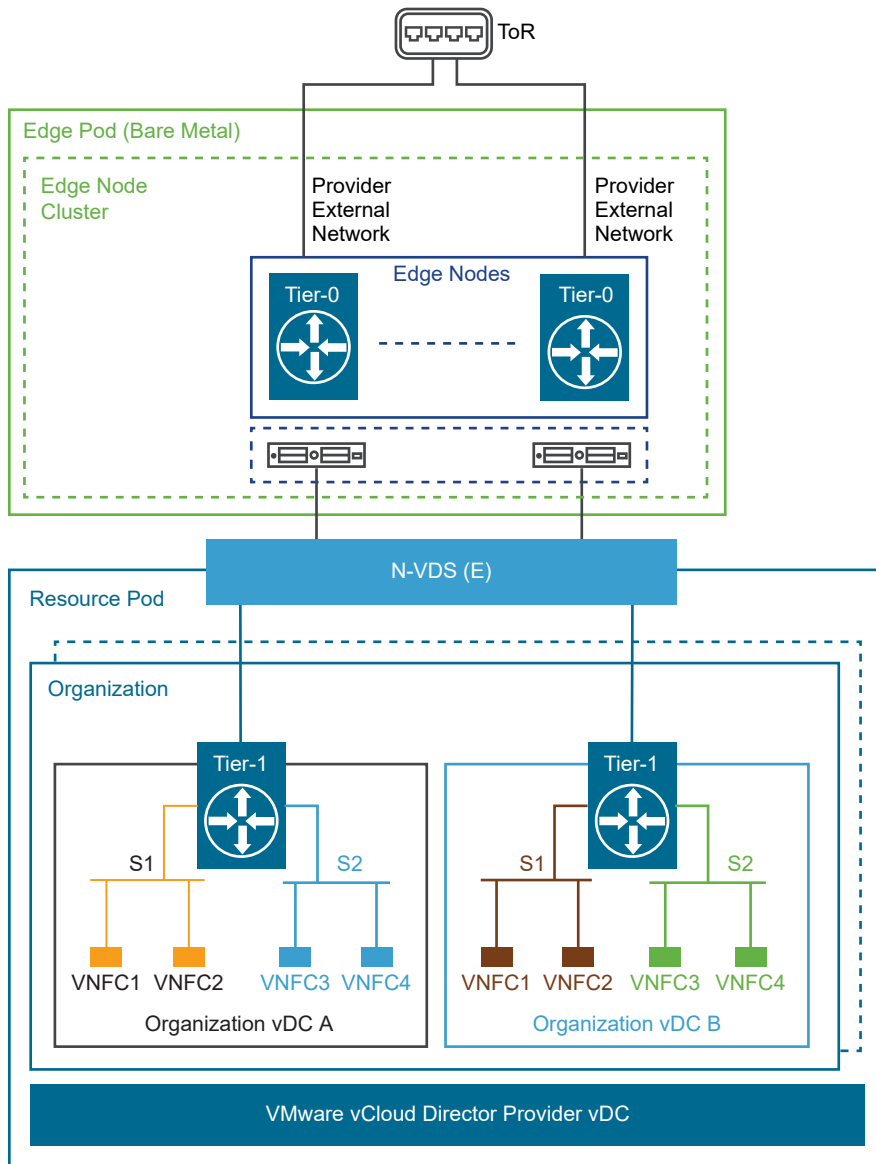 ToR
Edge Pod (Bare Metal)
Edge Node
Cluster
Provider
External
Network
Provider
External
Network
Edge Nodes
Tier-0
Tier-0
N-VDS (E)
Resource Pod
Organization
Tier-1
Tier-1
S1
S2
S1
S2
VNFC1
VNFC2
VNFC3
VNFC4
VNFC1
VNFC2
VNFC3
VNFC4
Organization vDC A
Organization vDC B
VMware vCloud Director Provider vDC